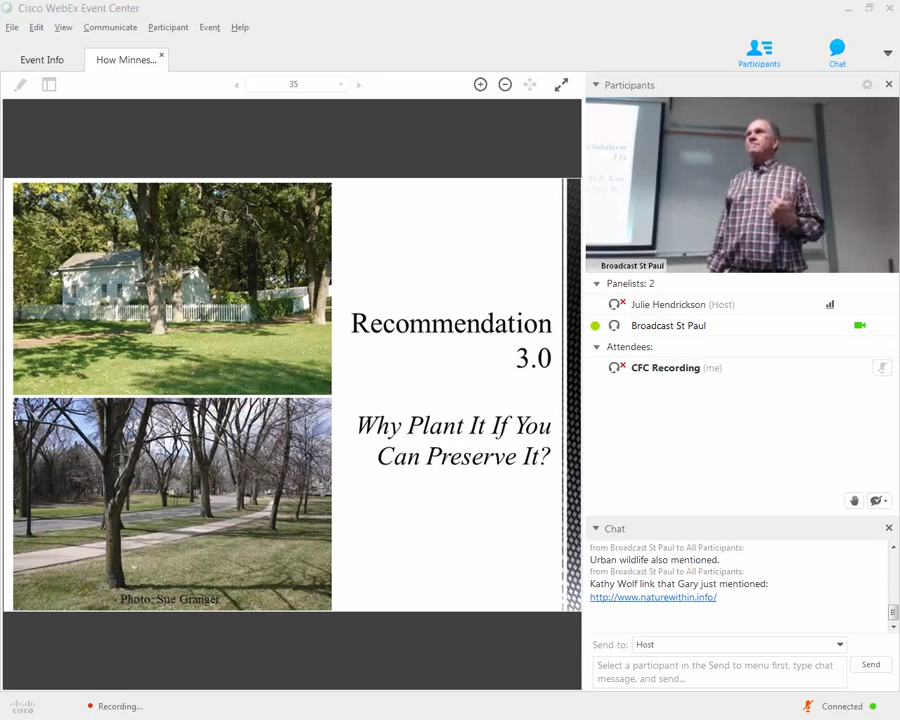 Cisco WebEx Event Center
File Edit View Communicate Participant Event Help
Event Info How Minnes...
Participants Chat
35
Participants
Recommendation
3.0
Why Plant It If You
Can Preserve It?
Photo: Sue Granger
Broadcast St Paul
Panelists: 2
Julie Hendrickson (Host)
Broadcast St Paul
Attendees:
CFC Recording (me)
Chat
from Broadcast St Paul to All Participants:
Urban wildlife also mentioned.
from Broadcast St Paul to All Participants:
Kathy Wolf link that Gary just mentioned:
http://www.naturewithin.info/
Send to: Host
Select a participant in the Send to menu first, type chat
message, and send...
Send
cisco
Recording...
Connected